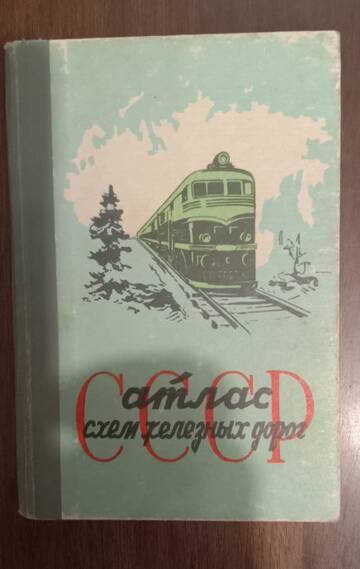 атлас
СССР
схем железных дорог